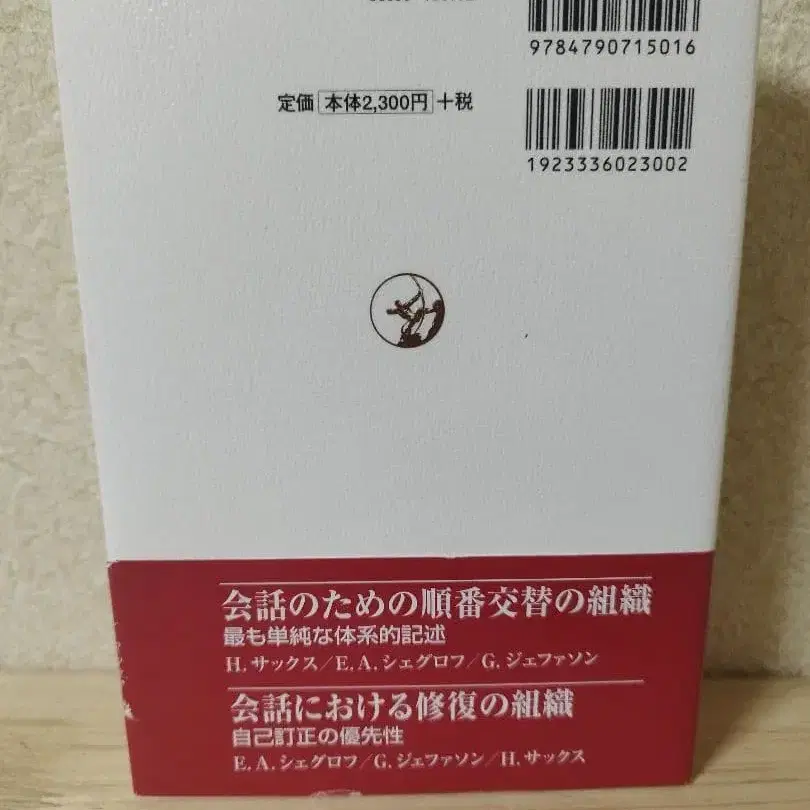 9784790715016
定価 本体2,300円 +税
1923336023002
会話のための順番交替の組織
最も単純な体系的記述
H. サックス/E. A. シェグロフ/G. ジェファソン
会話における修復の組織
自己訂正の優先性
E. A. シェグロフ/G. ジェファソン/H. サックス